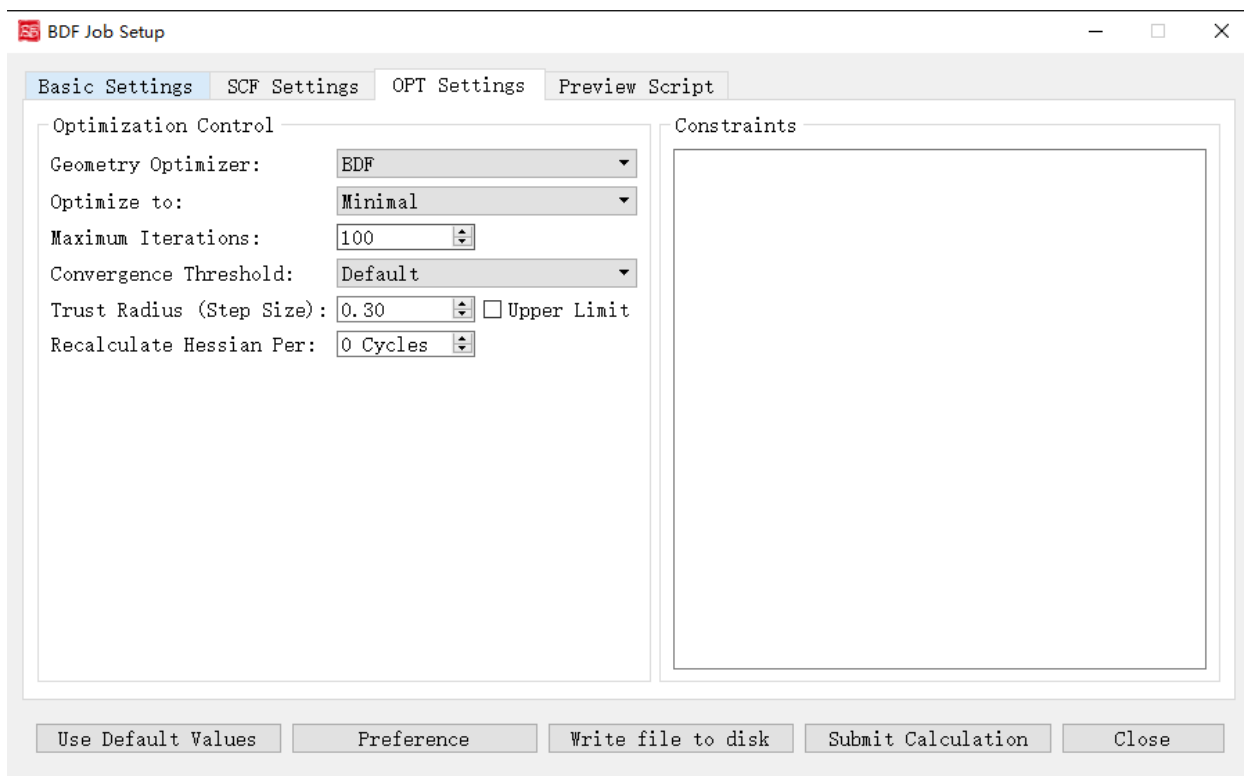 BDF Job Setup
Basic Settings SCF Settings OPT Settings Preview Script
Optimization Control
Geometry Optimizer: BDF
Optimize to: Minimal
Maximum Iterations: 100
Convergence Threshold: Default
Trust Radius (Step Size): 0.30 Upper Limit
Recalculate Hessian Per: 0 Cycles
Constraints
Use Default Values Preference Write file to disk Submit Calculation Close